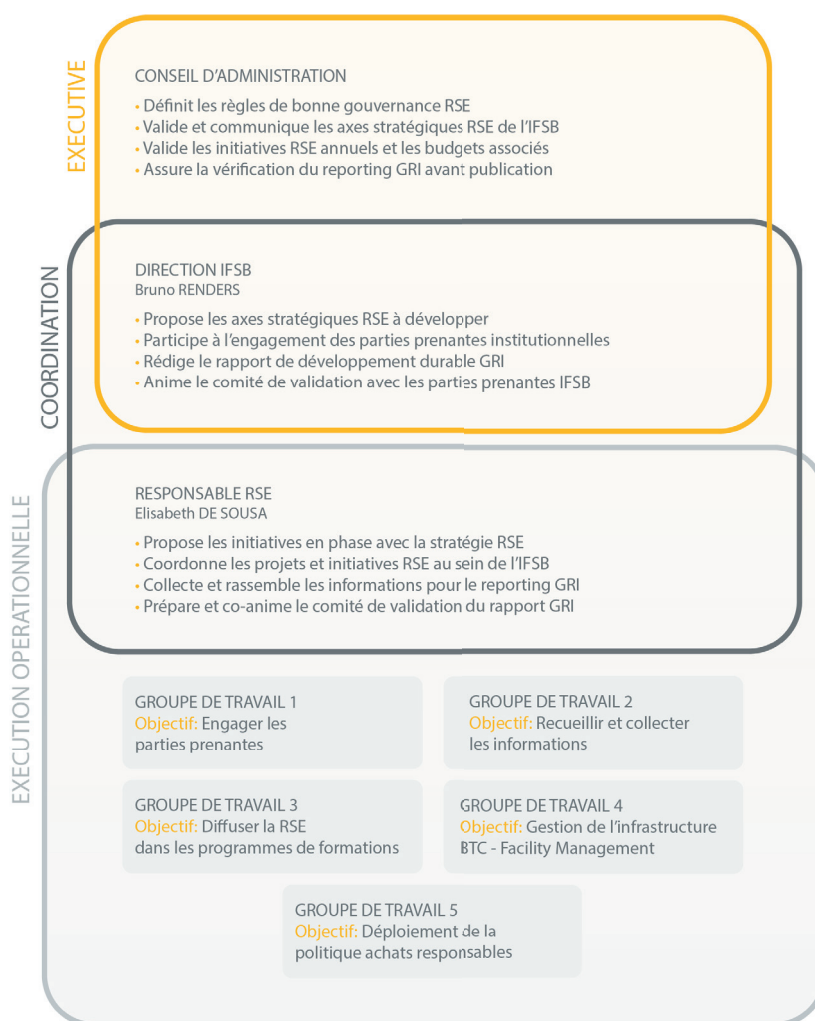 EXECUTIVE
CONSEIL D'ADMINISTRATION
• Définit les règles de bonne gouvernance RSE
• Valide et communique les axes stratégiques RSE de l'IFSB
• Valide les initiatives RSE annuels et les budgets associés
• Assure la vérification du reporting GRI avant publication
COORDINATION
DIRECTION IFSB
Bruno RENDERS
• Propose les axes stratégiques RSE à développer
• Participe à l'engagement des parties prenantes institutionnelles
• Rédige le rapport de développement durable GRI
• Anime le comité de validation avec les parties prenantes IFSB
EXECUTION OPERATIONNELLE
RESPONSABLE RSE
Elisabeth DE SOUSA
• Propose les initiatives en phase avec la stratégie RSE
• Coordonne les projets et initiatives RSE au sein de l'IFSB
• Collecte et rassemble les informations pour le reporting GRI
• Prépare et co-anime le comité de validation du rapport GRI
GROUPE DE TRAVAIL 1
Objectif: Engager les
parties prenantes
GROUPE DE TRAVAIL 2
Objectif: Recueillir et collecter
les informations
GROUPE DE TRAVAIL 3
Objectif: Diffuser la RSE
dans les programmes de formations
GROUPE DE TRAVAIL 4
Objectif: Gestion de l'infrastructure
BTC - Facility Management
GROUPE DE TRAVAIL 5
Objectif: Déploiement de la
politique achats responsables